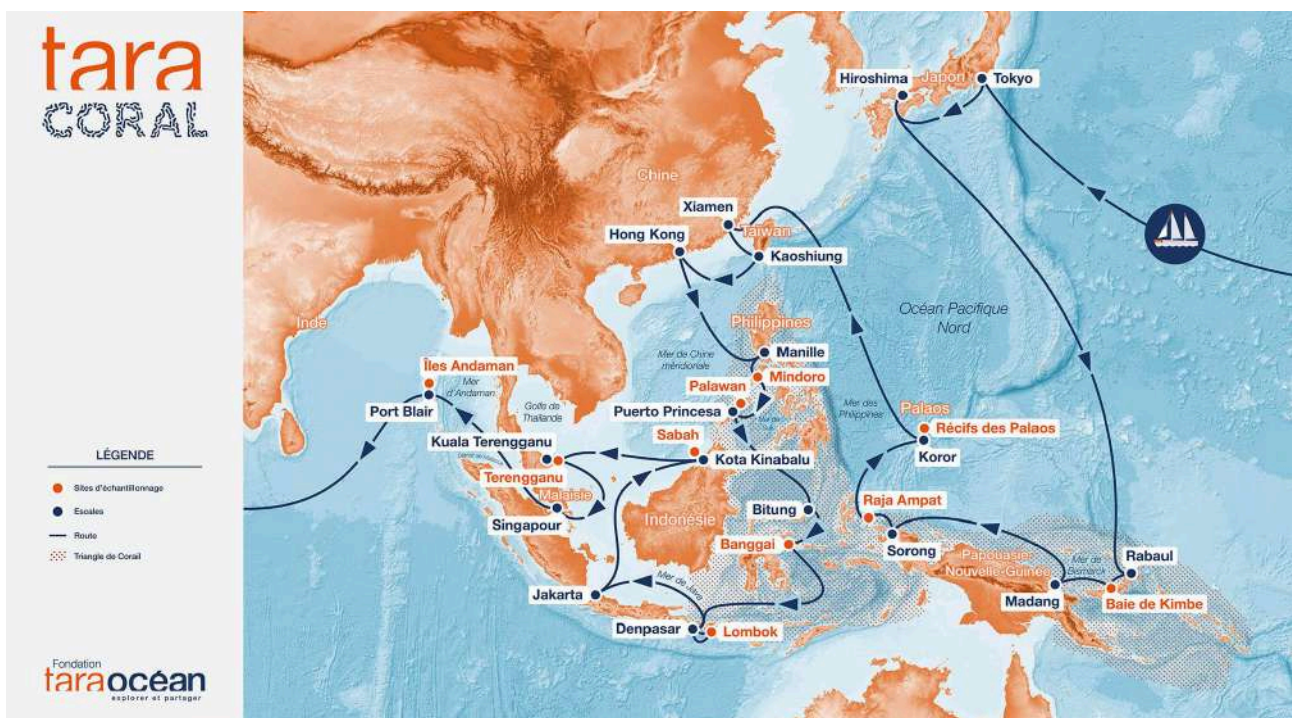 tara
CORAL
LÉGENDE
Sites d'échantillonnage
Escales
Route
Triangle de Corail
Fondation
taraocéan
explorer et partager
Hiroshima
Japon
Tokyo
Chine
Xiamen
Taiwan
Hong Kong
Kaoshiung
Inde
Océan Pacifique
Nord
Philippines
Mer de Chine
méridionale
Manille
Mindoro
Îles Andaman
Mer
d'Andaman
Port Blair
Palawan
Puerto Princesa
Golfe de
Thaïlande
Mer des
Philippines
Palaos
Récifs des Palaos
Koror
Kuala Terengganu
Sabah
Kota Kinabalu
Terengganu
Malaisie
Singapour
Raja Ampat
Bitung
Indonésie
Sorong
Banggai
Papouasie-
Nouvelle-Guinée
Mer de
Bismarck
Rabaul
Jakarta
Mer de Java
Madang
Baie de Kimbe
Denpasar
Lombok